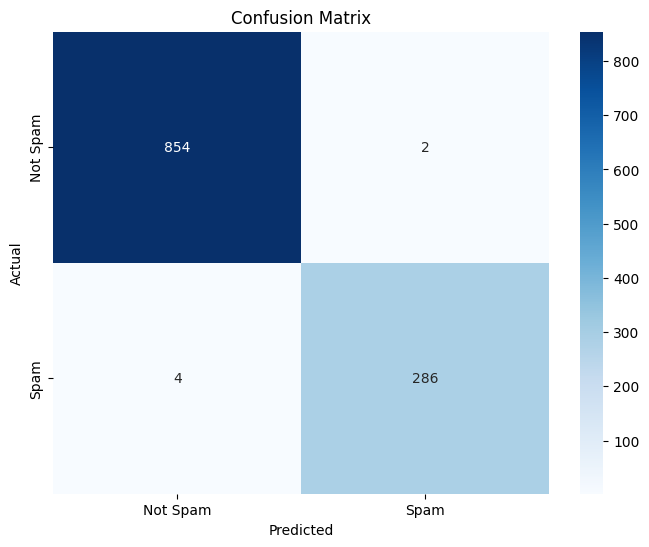 Confusion Matrix
Not Spam
854
2
Actual
Spam
4
286
Not Spam
Spam
Predicted
800
700
600
500
400
300
200
100